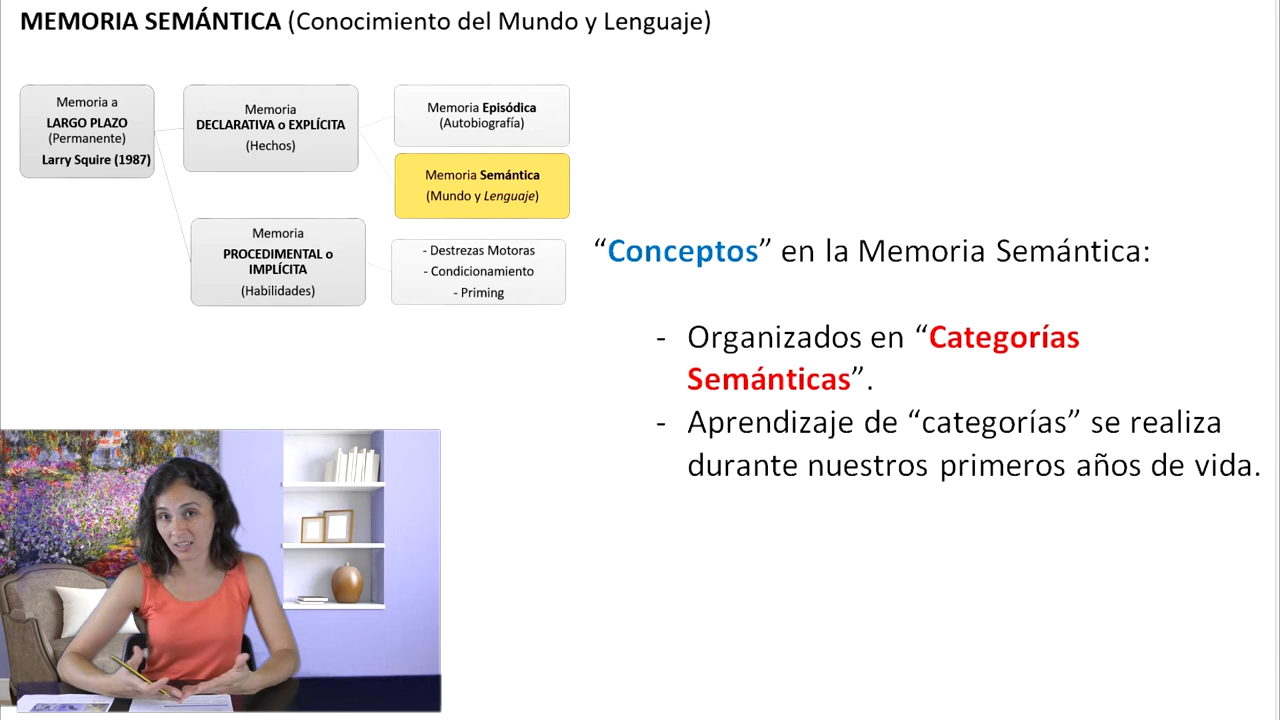 MEMORIA SEMÁNTICA (Conocimiento del Mundo y Lenguaje)
Memoria a
LARGO PLAZO
(Permanente)
Larry Squire (1987)
Memoria
DECLARATIVA o EXPLÍCITA
(Hechos)
Memoria Episódica
(Autobiografía)
Memoria Semántica
(Mundo y Lenguaje)
Memoria
PROCEDIMENTAL o
IMPLÍCITA
(Habilidades)
- Destrezas Motoras
- Condicionamiento
- Priming
“Conceptos” en la Memoria Semántica:
- Organizados en “Categorías
Semánticas”.
- Aprendizaje de “categorías” se realiza
durante nuestros primeros años de vida.